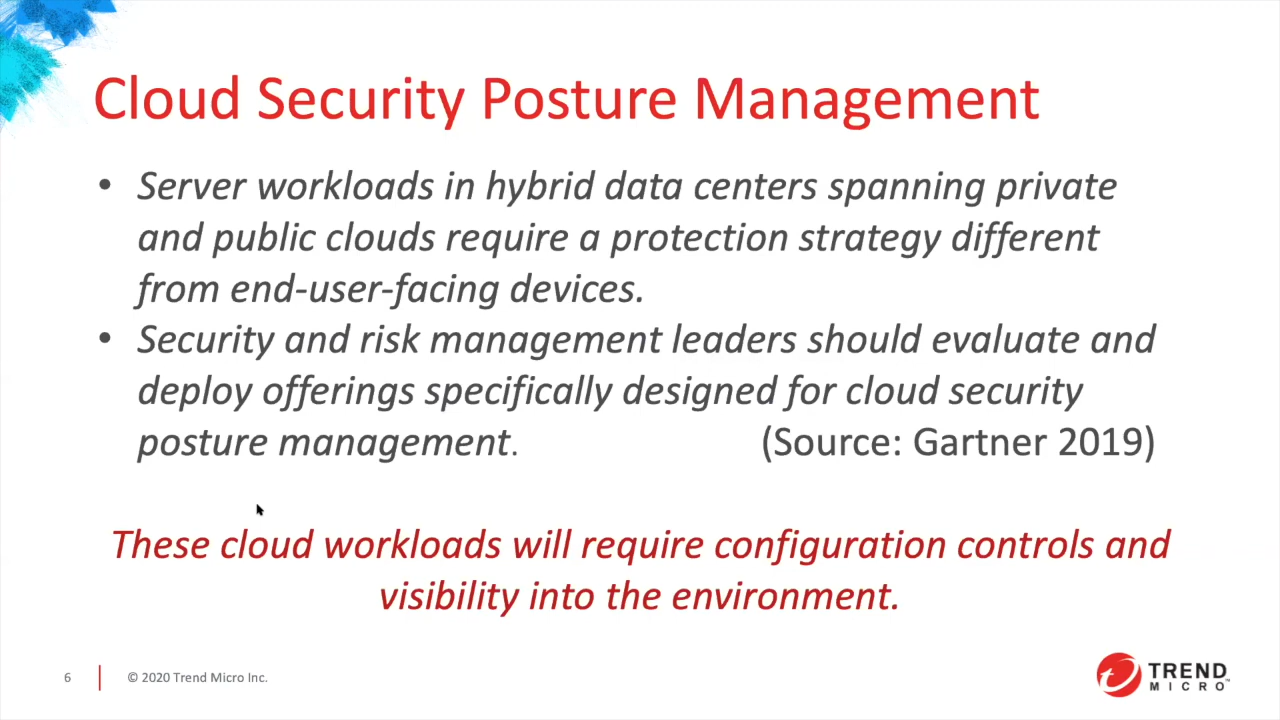 Cloud Security Posture Management
• Server workloads in hybrid data centers spanning private
and public clouds require a protection strategy different
from end-user-facing devices.
• Security and risk management leaders should evaluate and
deploy offerings specifically designed for cloud security
posture management. (Source: Gartner 2019)
These cloud workloads will require configuration controls and
visibility into the environment.
6
© 2020 Trend Micro Inc.
TREND
MICRO™